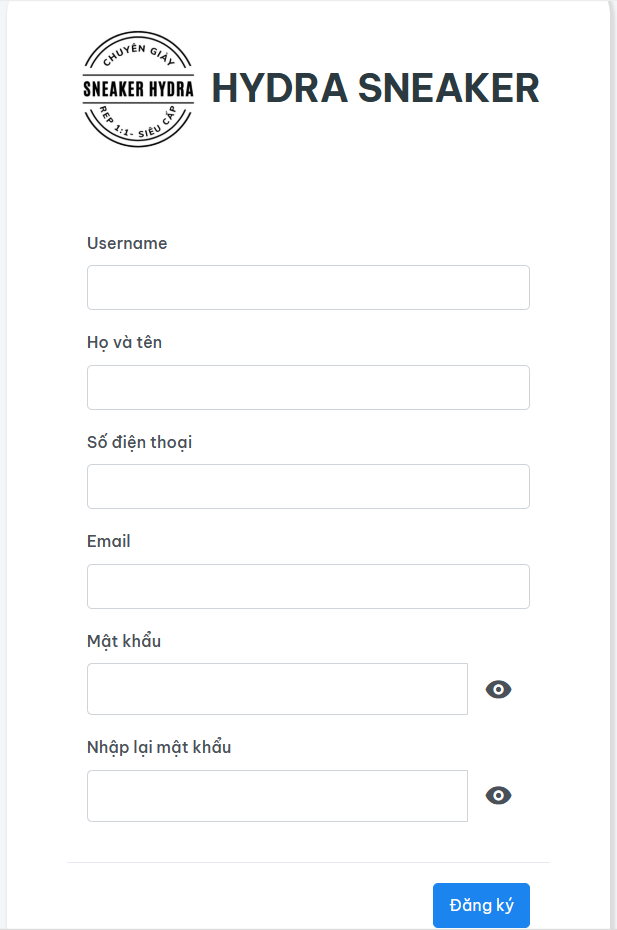 CHUYÊN GIÀY
SNEAKER HYDRA
REP 1:1- SIÊU CẤP
HYDRA SNEAKER
Username
Họ và tên
Số điện thoại
Email
Mật khẩu
Nhập lại mật khẩu
Đăng ký